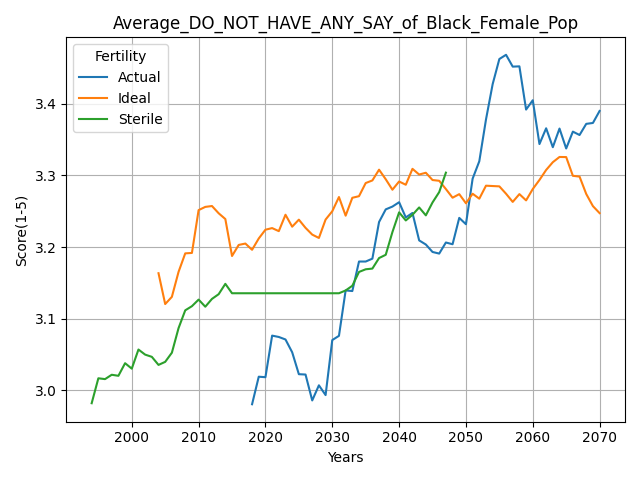 Average_DO_NOT_HAVE_ANY_SAY_of_Black_Female_Pop
Fertility
Actual
Ideal
Sterile
Score(1-5)
3.4
3.3
3.2
3.1
3.0
2000 2010 2020 2030 2040 2050 2060 2070
Years